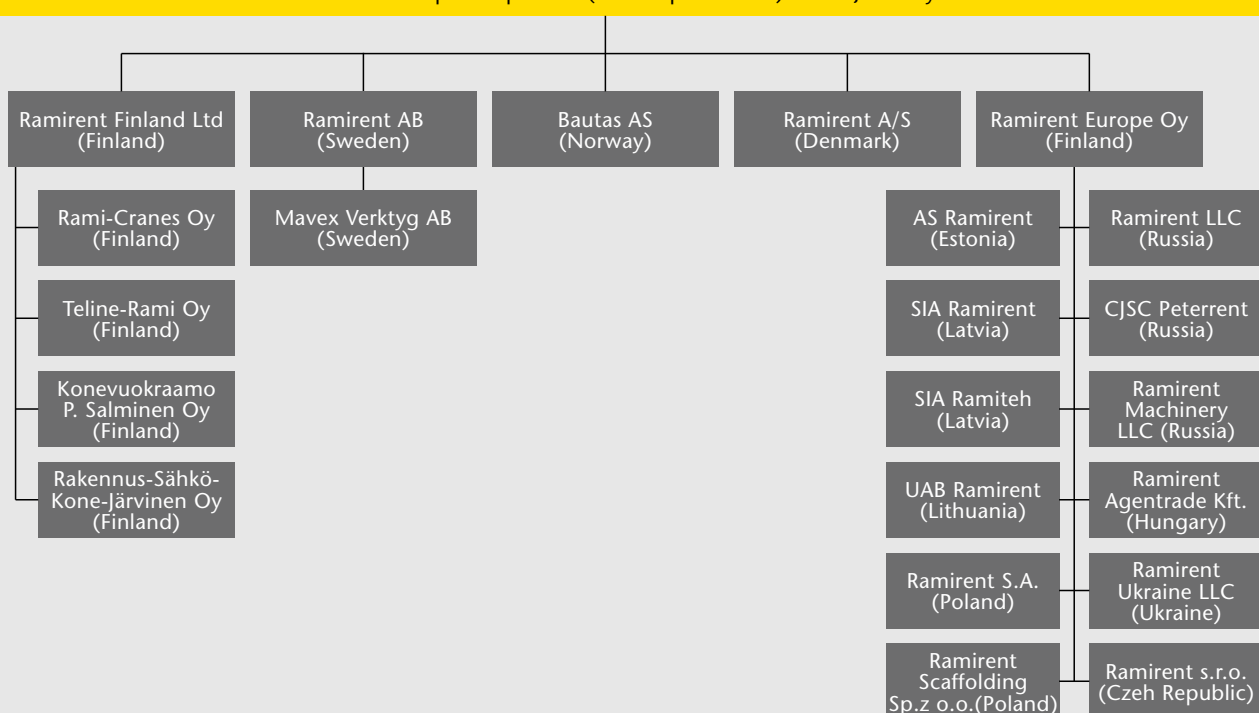 Ramirent Finland Ltd
(Finland)
Ramirent AB
(Sweden)
Bautas AS
(Norway)
Ramirent A/S
(Denmark)
Ramirent Europe Oy
(Finland)
Rami-Cranes Oy
(Finland)
Teline-Rami Oy
(Finland)
Konevuokraamo
P. Salminen Oy
(Finland)
Rakennus-Sähkö-
Kone-Järvinen Oy
(Finland)
Mavex Verktyg AB
(Sweden)
AS Ramirent
(Estonia)
SIA Ramirent
(Latvia)
SIA Ramiteh
(Latvia)
UAB Ramirent
(Lithuania)
Ramirent S.A.
(Poland)
Ramirent
Scaffolding
Sp.z o.o.(Poland)
Ramirent LLC
(Russia)
CJSC Peterrent
(Russia)
Ramirent
Machinery
LLC (Russia)
Ramirent
Agentrade Kft.
(Hungary)
Ramirent
Ukraine LLC
(Ukraine)
Ramirent s.r.o.
(Czeh Republic)